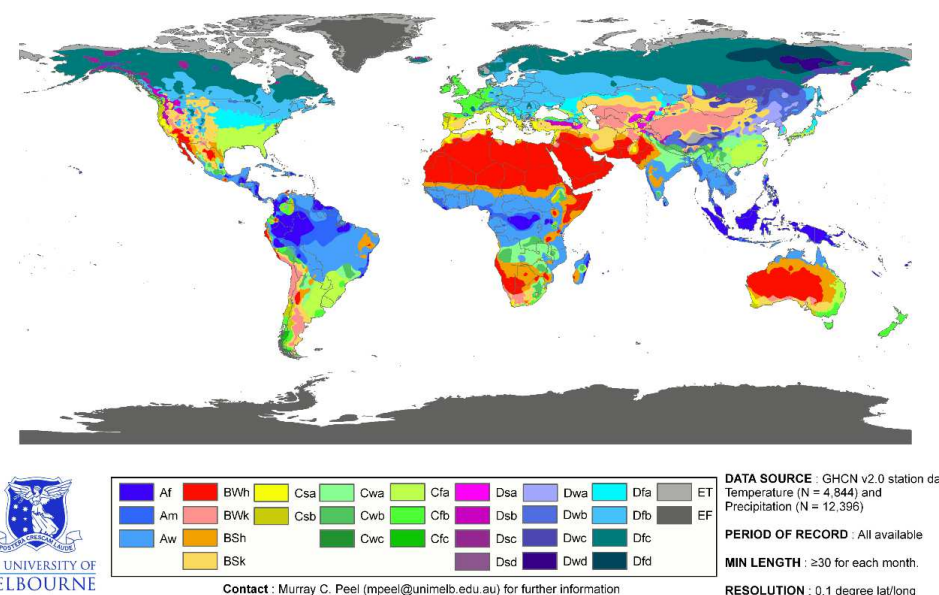 POSTERA CRESCAM LAUDE
UNIVERSITY OF
Af BWh Csa Cwa Cfa Dsa Dwa Dfa ET
Am BWk Csb Cwb Cfb Dsb Dwb Dfb EF
Aw BSh Cwc Cfc Dsc Dwc Dfc
BSk Dsd Dwd Dfd
Contact : Murray C. Peel (mpeel@unimelb.edu.au) for further information
DATA SOURCE : GHCN v2.0 station da
Temperature (N = 4,844) and
Precipitation (N = 12,396)
PERIOD OF RECORD : All available
MIN LENGTH : ≥30 for each month.
RESOLUTION : 0.1 degree lat/long